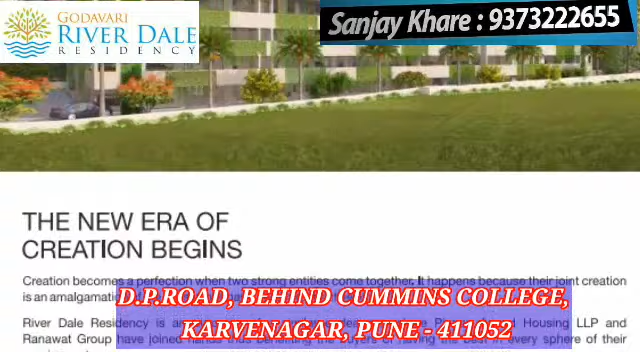 GODAVARI
RIVER DALE
RESIDENCY
Sanjay Khare : 9373222655
THE NEW ERA OF
CREATION BEGINS
Creation becomes a perfection when two strong entities come together. It happens because their joint creation
is an amalgamation
D.P.ROAD, BEHIND CUMMINS COLLEGE,
River Dale Residency is Housing LLP and
KARVENAGAR, PUNE - 411052
Ranawat Group have joined hands thus benefiting the buyers of having the best in every sphere of their